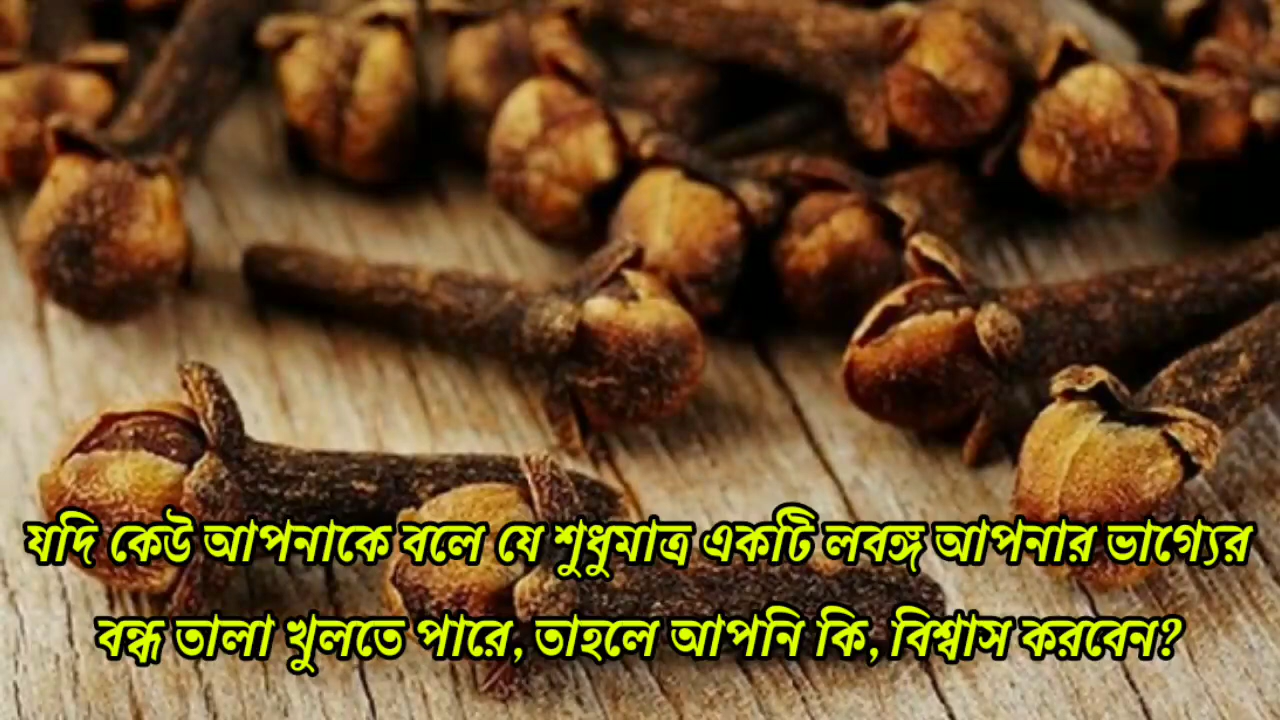 যদি কেউ আপনাকে বলে যে শুধুমাত্র একটি লবঙ্গ আপনার ভাগ্যের
বন্ধ তালা খুলতে পারে, তাহলে আপনি কি, বিশ্বাস করবেন?